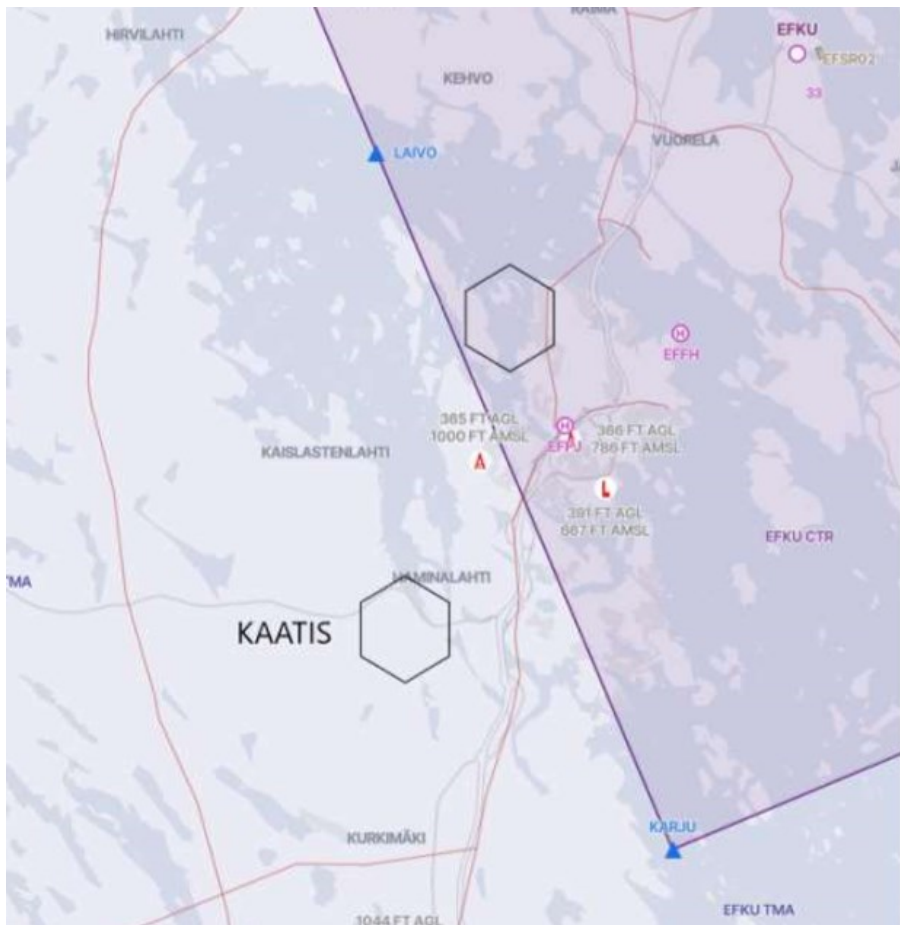 RAIMA
EFKU
HIRVILAHTI
EFSR02
KEHVO
33
VUORELA
LAIVO
H
EFFH
365 FT AGL
1000 FT AMSL
H
EFPJ
366 FT AGL
786 FT AMSL
KAISLASTENLAHTI
391 FT AGL
667 FT AMSL
EFKU CTR
TMA
HAMINALAHTI
KAATIS
KARJU
KURKIMÄKI
EFKU TMA
1044 FT AGL